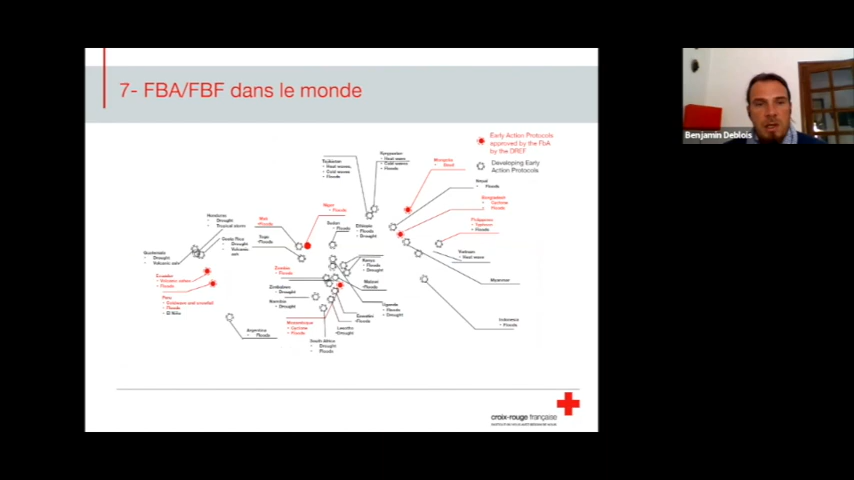 7- FBA/FBF dans le monde
Benjamin Deblois
Early Action Protocols
approved by the FbA
by the DREF
Developing Early
Action Protocols
Kyrgyzstan
Heat wave
Cold waves
Floods
Tajikistan
Heat waves
Cold waves
Floods
Mongolia
Dzud
Nepal
Floods
Bangladesh
Cyclone
Floods
Philippines
Typhoon
Floods
Vietnam
Heat wave
Myanmar
Indonesia
Floods
Niger
Floods
Mali
Floods
Togo
Floods
Sudan
Floods
Ethiopia
Floods
Drought
Kenya
Floods
Drought
Malawi
Floods
Uganda
Floods
Drought
Lesotho
Drought
South Africa
Drought
Floods
Mozambique
Cyclone
Floods
Namibia
Drought
Zimbabwe
Drought
Zambia
Floods
Honduras
Drought
Tropical storm
Costa Rica
Drought
Volcanic
ash
Guatemala
Drought
Volcanic ash
Ecuador
Volcanic ashes
Floods
Peru
Floods
El Niño
Argentina
Floods
croix-rouge française